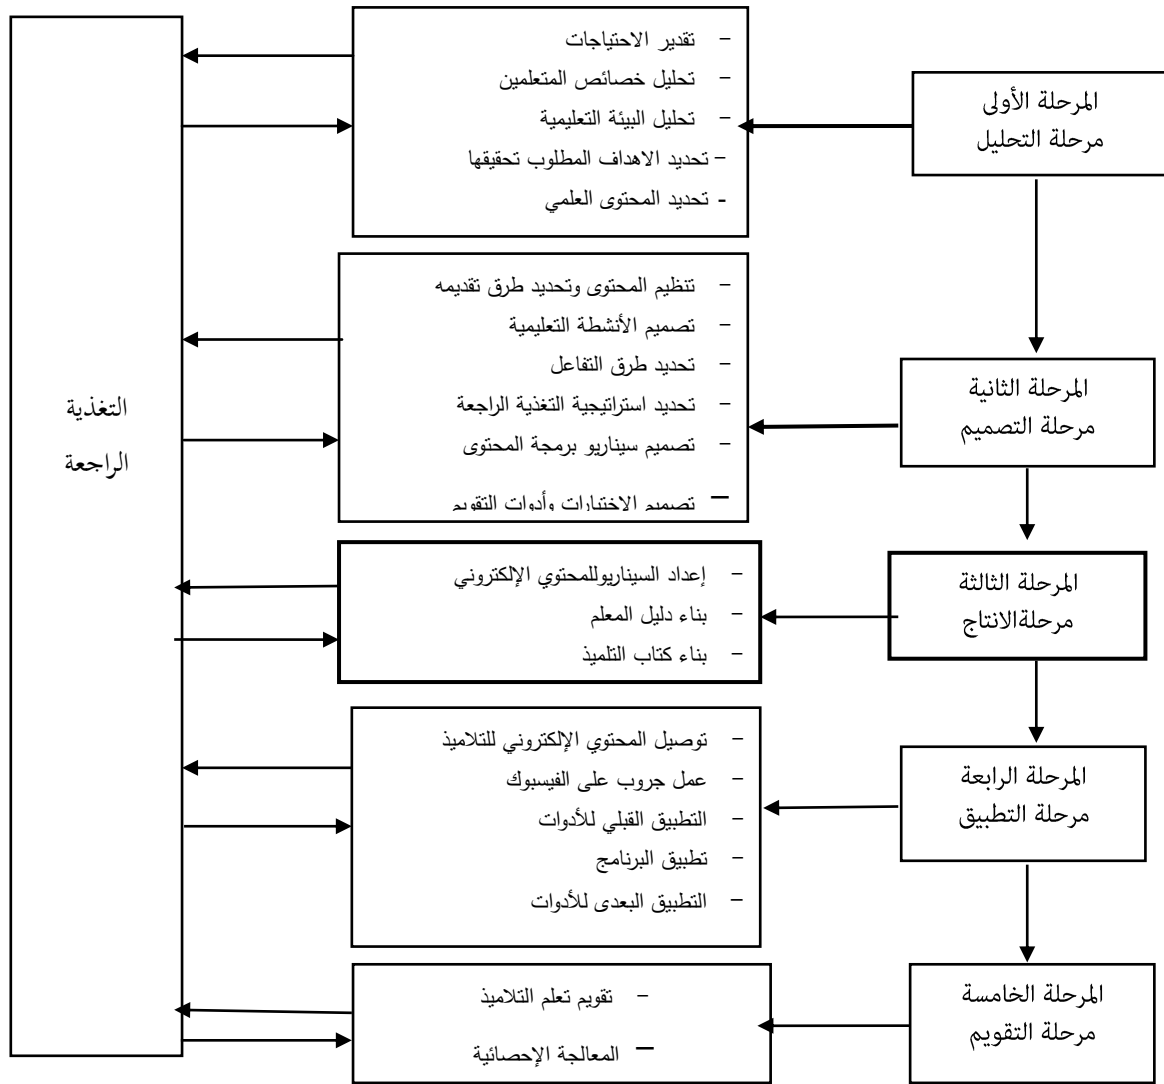 المرحلة الأولى
مرحلة التحليل
- تقدير الاحتياجات
- تحليل خصائص المتعلمين
- تحليل البيئة التعليمية
- تحديد الاهداف المطلوب تحقيقها
- تحديد المحتوى العلمي
المرحلة الثانية
مرحلة التصميم
- تنظيم المحتوى وتحديد طرق تقديمه
- تصميم الأنشطة التعليمية
- تحديد طرق التفاعل
- تحديد استراتيجية التغذية الراجعة
- تصميم سيناريو برمجة المحتوى
- تصميم الاختبارات وأدوات التقويم
المرحلة الثالثة
مرحلةالانتاج
- إعداد السيناريوللمحتوي الإلكتروني
- بناء دليل المعلم
- بناء كتاب التلميذ
المرحلة الرابعة
مرحلة التطبيق
- توصيل المحتوي الإلكتروني للتلاميذ
- عمل جروب على الفيسبوك
- التطبيق القبلي للأدوات
- تطبيق البرنامج
- التطبيق البعدى للأدوات
المرحلة الخامسة
مرحلة التقويم
- تقويم تعلم التلاميذ
- المعالجة الإحصائية
التغذية
الراجعة